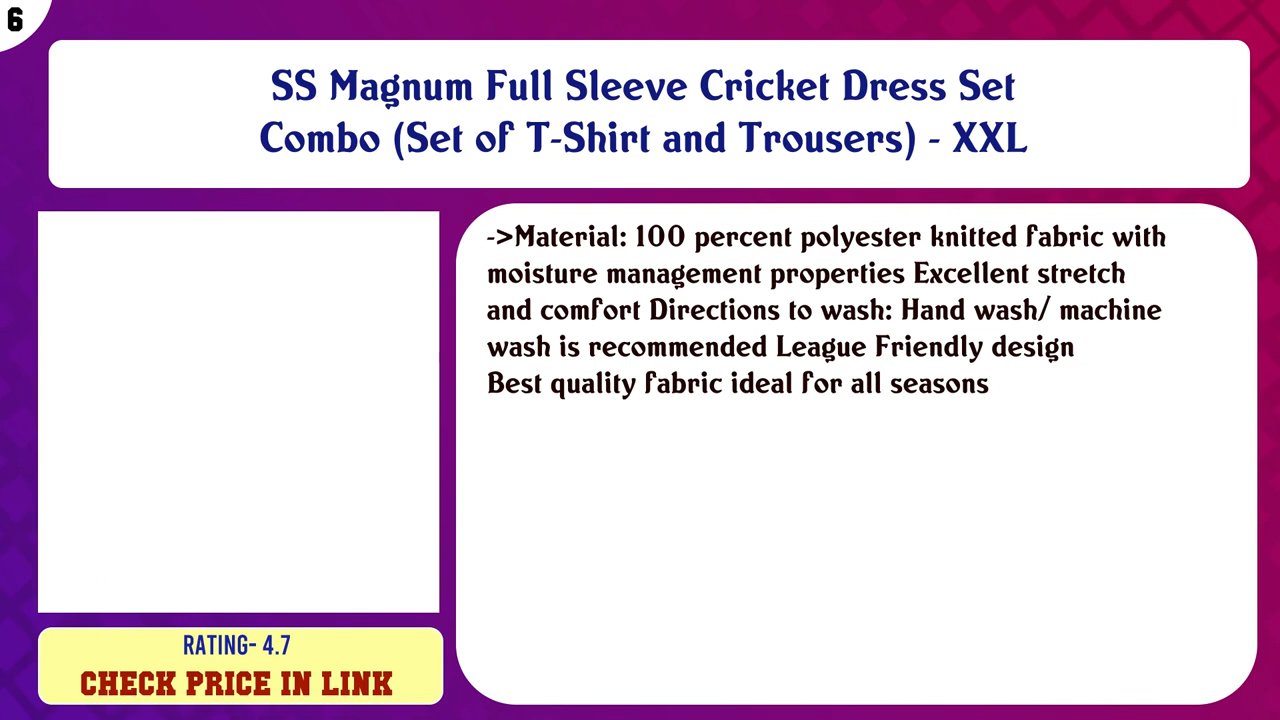 6
SS Magnum Full Sleeve Cricket Dress Set
Combo (Set of T-Shirt and Trousers) - XXL
->Material: 100 percent polyester knitted fabric with
moisture management properties Excellent stretch
and comfort Directions to wash: Hand wash/ machine
wash is recommended League Friendly design
Best quality fabric ideal for all seasons
RATING- 4.7
CHECK PRICE IN LINK